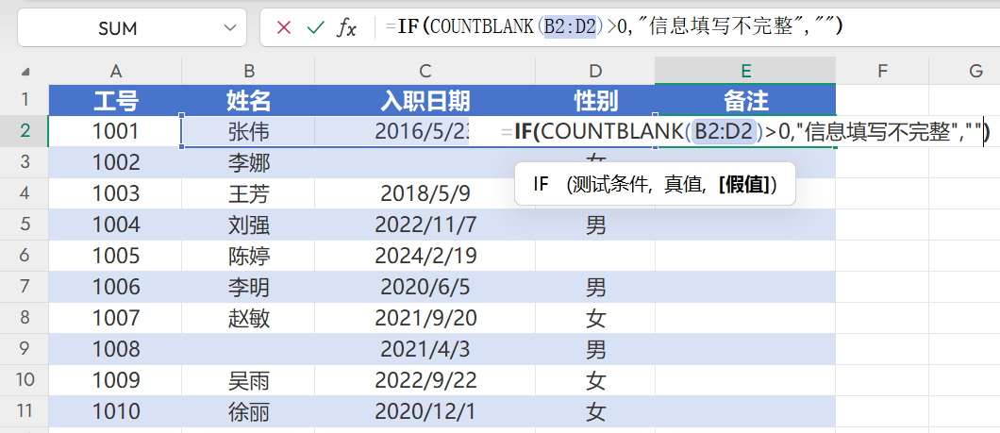 SUM fx =IF(COUNTBLANK(B2:D2)>0,"信息填写不完整","")
A B C D E F G
1 工号 姓名 入职日期 性别 备注
2 1001 张伟 2016/5/23 =IF(COUNTBLANK(B2:D2)>0,"信息填写不完整","")
3 1002 李娜
IF (测试条件, 真值, [假值])
4 1003 王芳 2018/5/9
5 1004 刘强 2022/11/7 男
6 1005 陈婷 2024/2/19
7 1006 李明 2020/6/5 男
8 1007 赵敏 2021/9/20 女
9 1008 2021/4/3 男
10 1009 吴雨 2022/9/22 女
11 1010 徐丽 2020/12/1 女